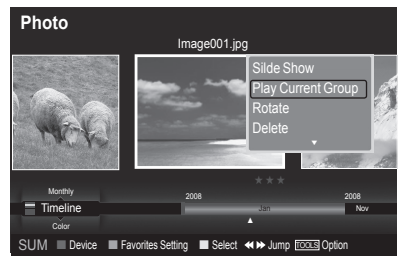 Photo
Image001.jpg
Silde Show
Play Current Group
Rotate
Delete
Monthly
Timeline
Color
2008
Jan
2008
Nov
SUM Device Favorites Setting Select Jump TOOLS Option